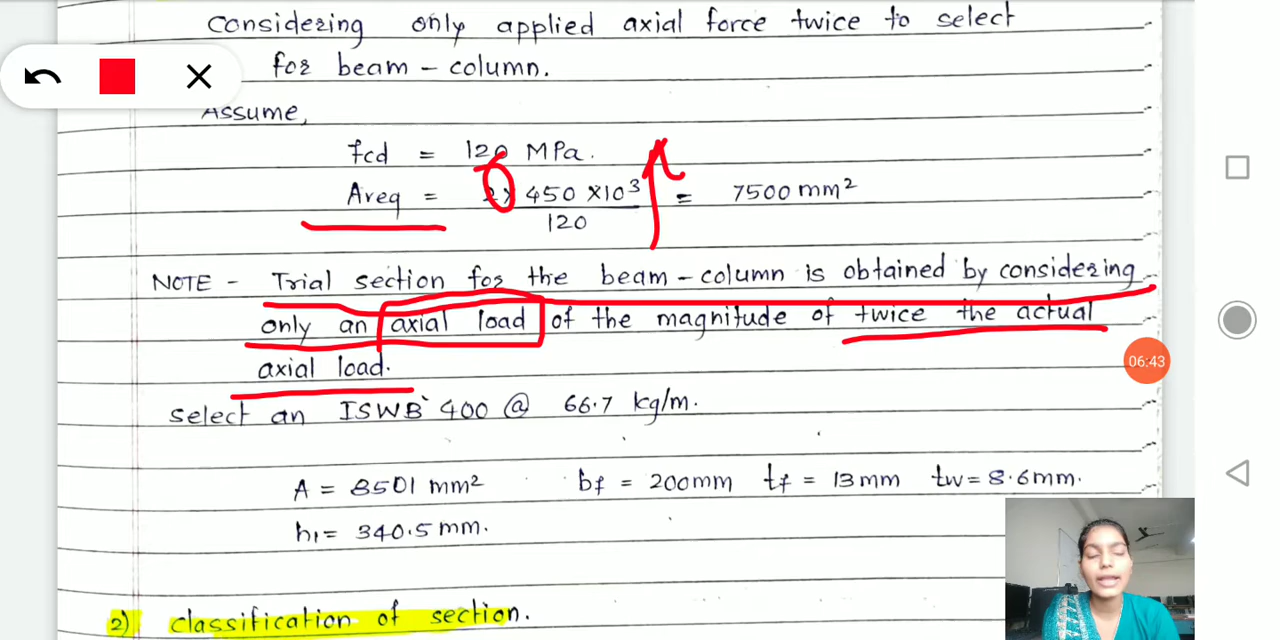 Considering only applied axial force twice to select
for beam - column.
Assume,
fcd = 120 MPa.
Areq = 2 × 450 × 10³
120
= 7500 mm²
NOTE - Trial section for the beam - column is obtained by considering
only an axial load of the magnitude of twice the actual
axial load.
06:43
select an ISWB 400 @ 66.7 kg/m.
A = 8501 mm² bf = 200mm tf = 13mm tw = 8.6mm.
h1 = 340.5 mm.
2) classification of section.